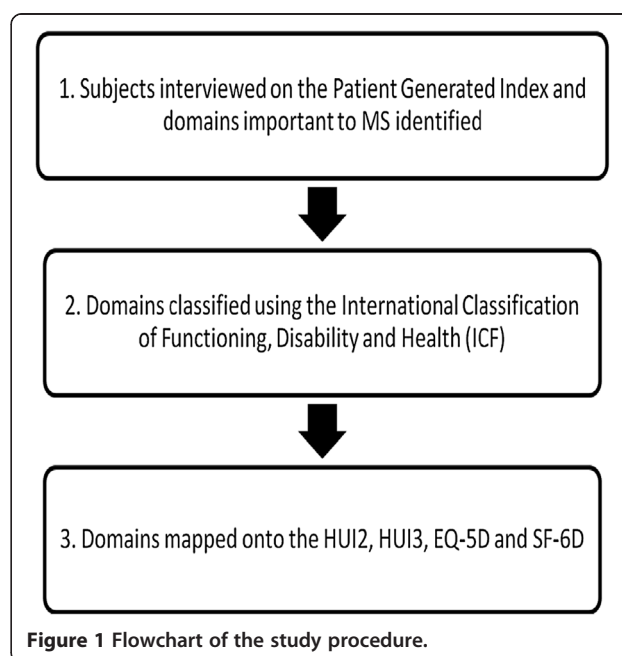 1. Subjects interviewed on the Patient Generated Index and
domains important to MS identified
2. Domains classified using the International Classification
of Functioning, Disability and Health (ICF)
3. Domains mapped onto the HUI2, HUI3, EQ-5D and SF-6D
Figure 1 Flowchart of the study procedure.